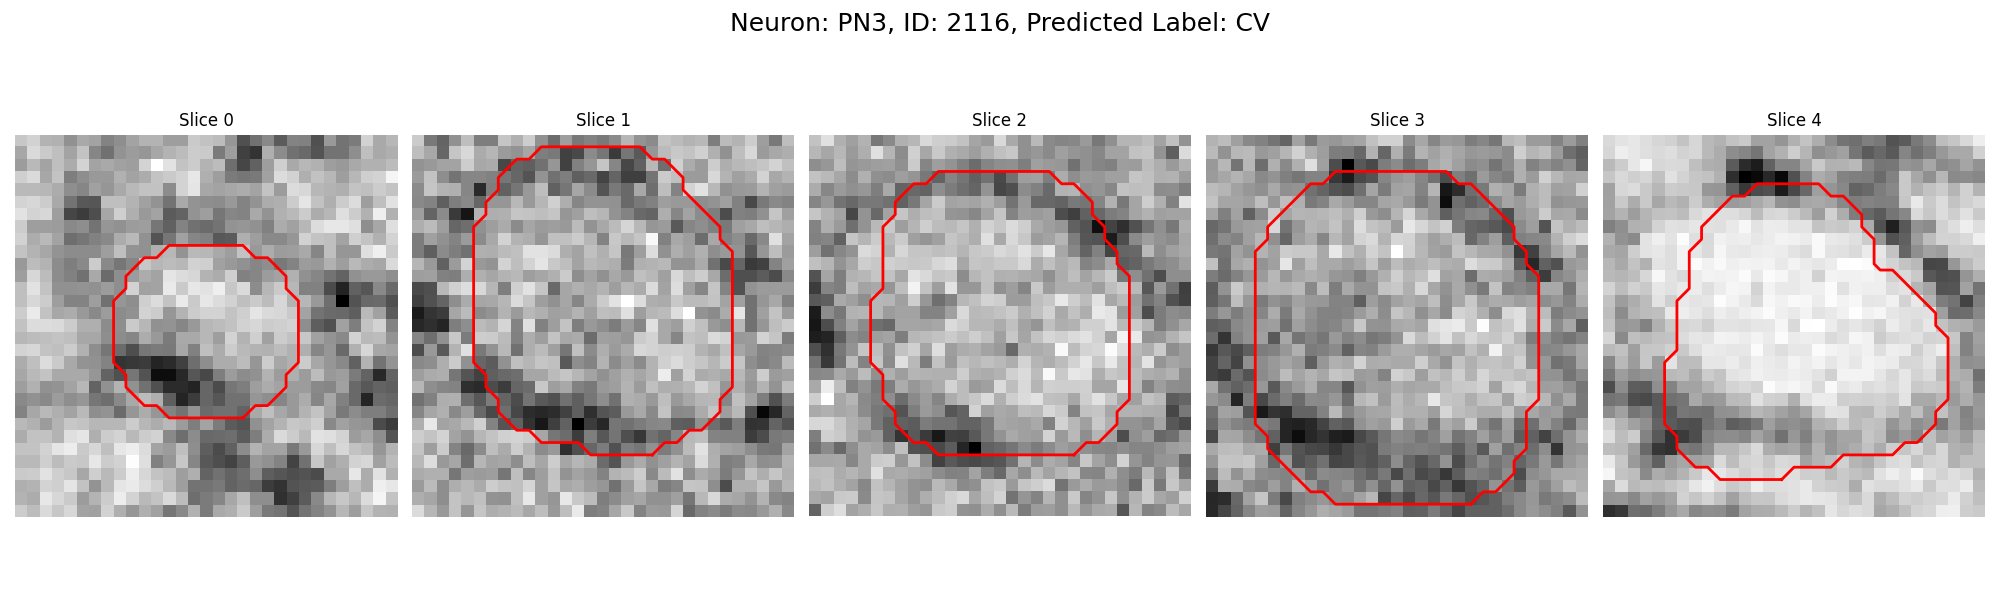 Neuron: PN3, ID: 2116, Predicted Label: CV
Slice 0
Slice 1
Slice 2
Slice 3
Slice 4